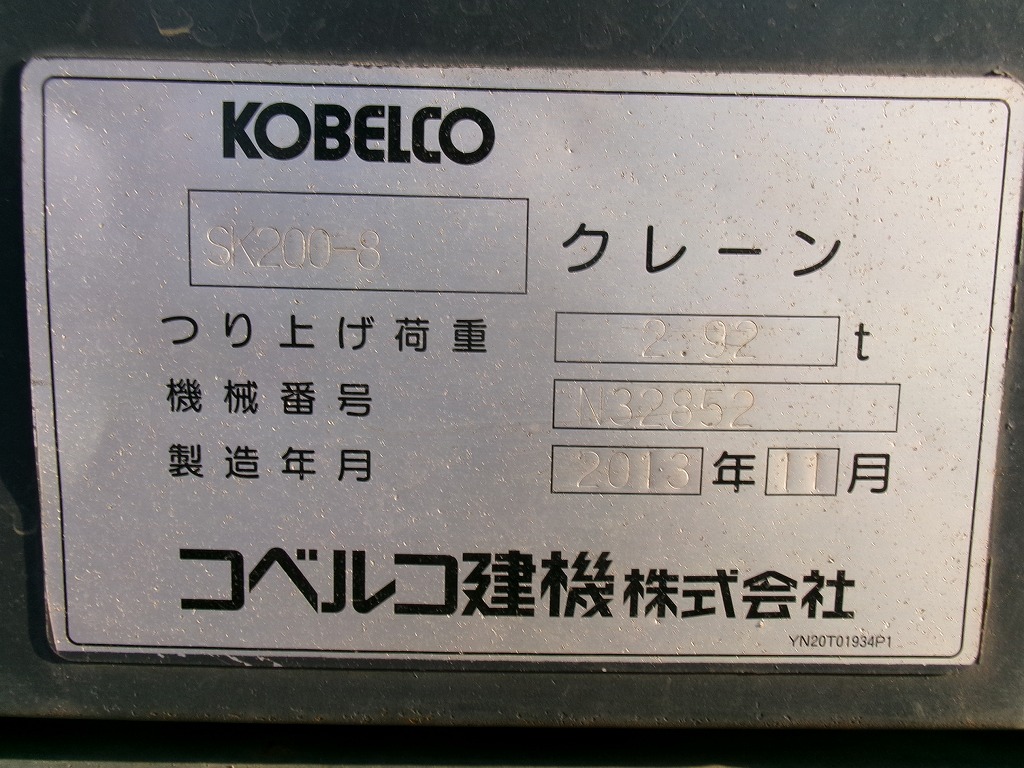 KOBELCO
SK200-8 クレーン
つり上げ荷重 2.92 t
機械番号 N32852
製造年月 2013 年 11 月
コベルコ建機株式会社
YN20T01934P1